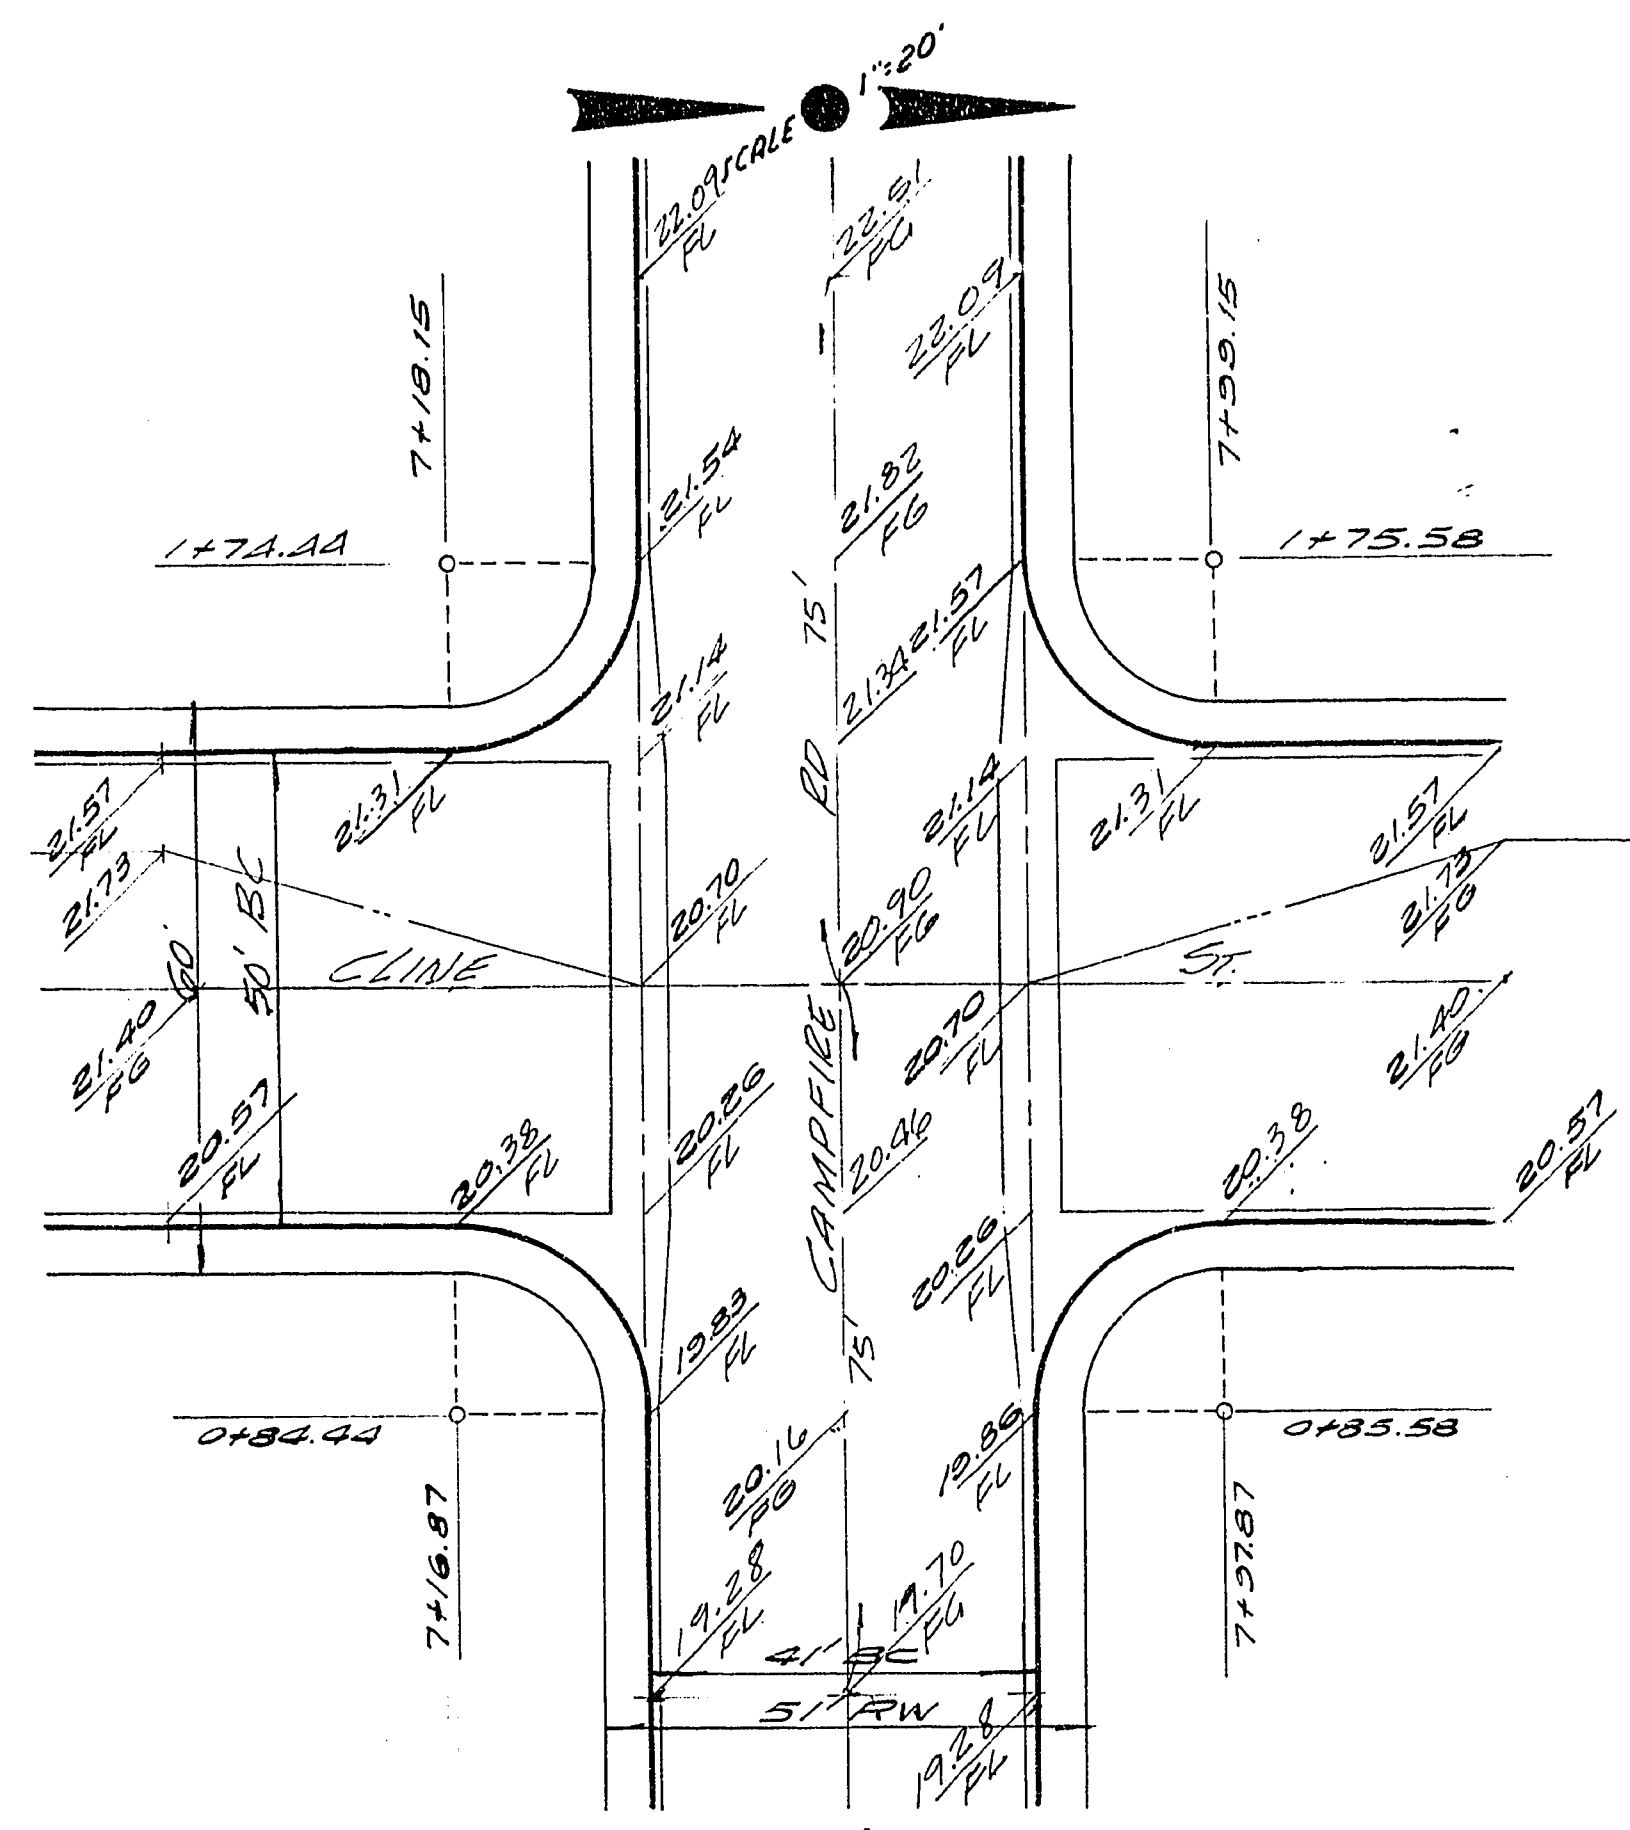 SCALE 1"=20'
22.09
FL
22.51
FG
22.09
FL
7+18.15
7+99.15
21.54
FL
21.82
FG
1+74.44
1+75.58
75'
21.57
FL
21.14
FL
21.34
RD
21.57
FL
21.31
FL
21.14
FL
21.31
FL
21.57
FL
21.73
50' BC
20.70
FL
20.90
FG
21.73
FG
60'
CLINE
ST.
21.40
FG
CAMPFIRE
20.70
FL
21.40
FG
20.57
FL
20.38
FL
20.26
FL
20.46
20.38
20.57
FL
20.26
FL
19.83
FL
75'
0+84.44
19.86
FL
0+85.58
20.16
FG
7+16.87
7+97.87
19.28
FL
19.70
FG
41' BC
51' RW
19.28
FL